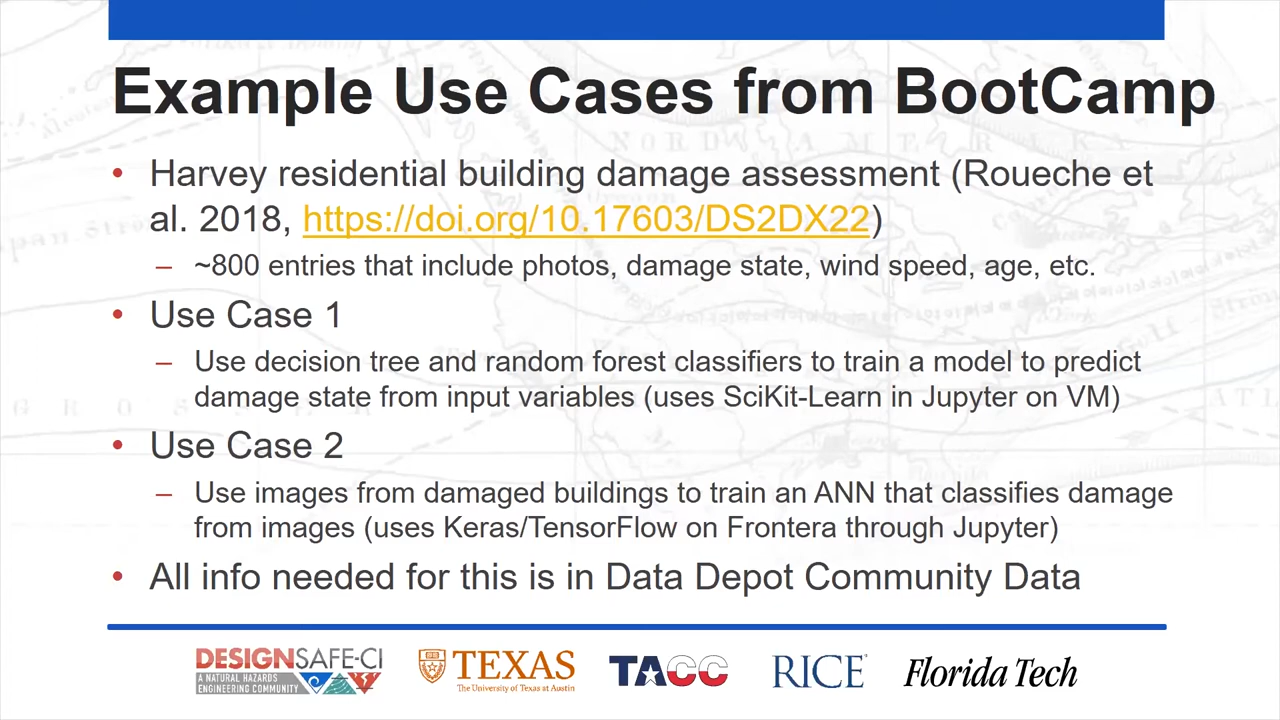 Example Use Cases from BootCamp
• Harvey residential building damage assessment (Roueche et
al. 2018, https://doi.org/10.17603/DS2DX22)
– ~800 entries that include photos, damage state, wind speed, age, etc.
• Use Case 1
– Use decision tree and random forest classifiers to train a model to predict
damage state from input variables (uses SciKit-Learn in Jupyter on VM)
• Use Case 2
– Use images from damaged buildings to train an ANN that classifies damage
from images (uses Keras/TensorFlow on Frontera through Jupyter)
• All info needed for this is in Data Depot Community Data
DESIGNSAFE-CI
A NATURAL HAZARDS
ENGINEERING COMMUNITY
TEXAS
The University of Texas at Austin
TACC
RICE
Florida Tech